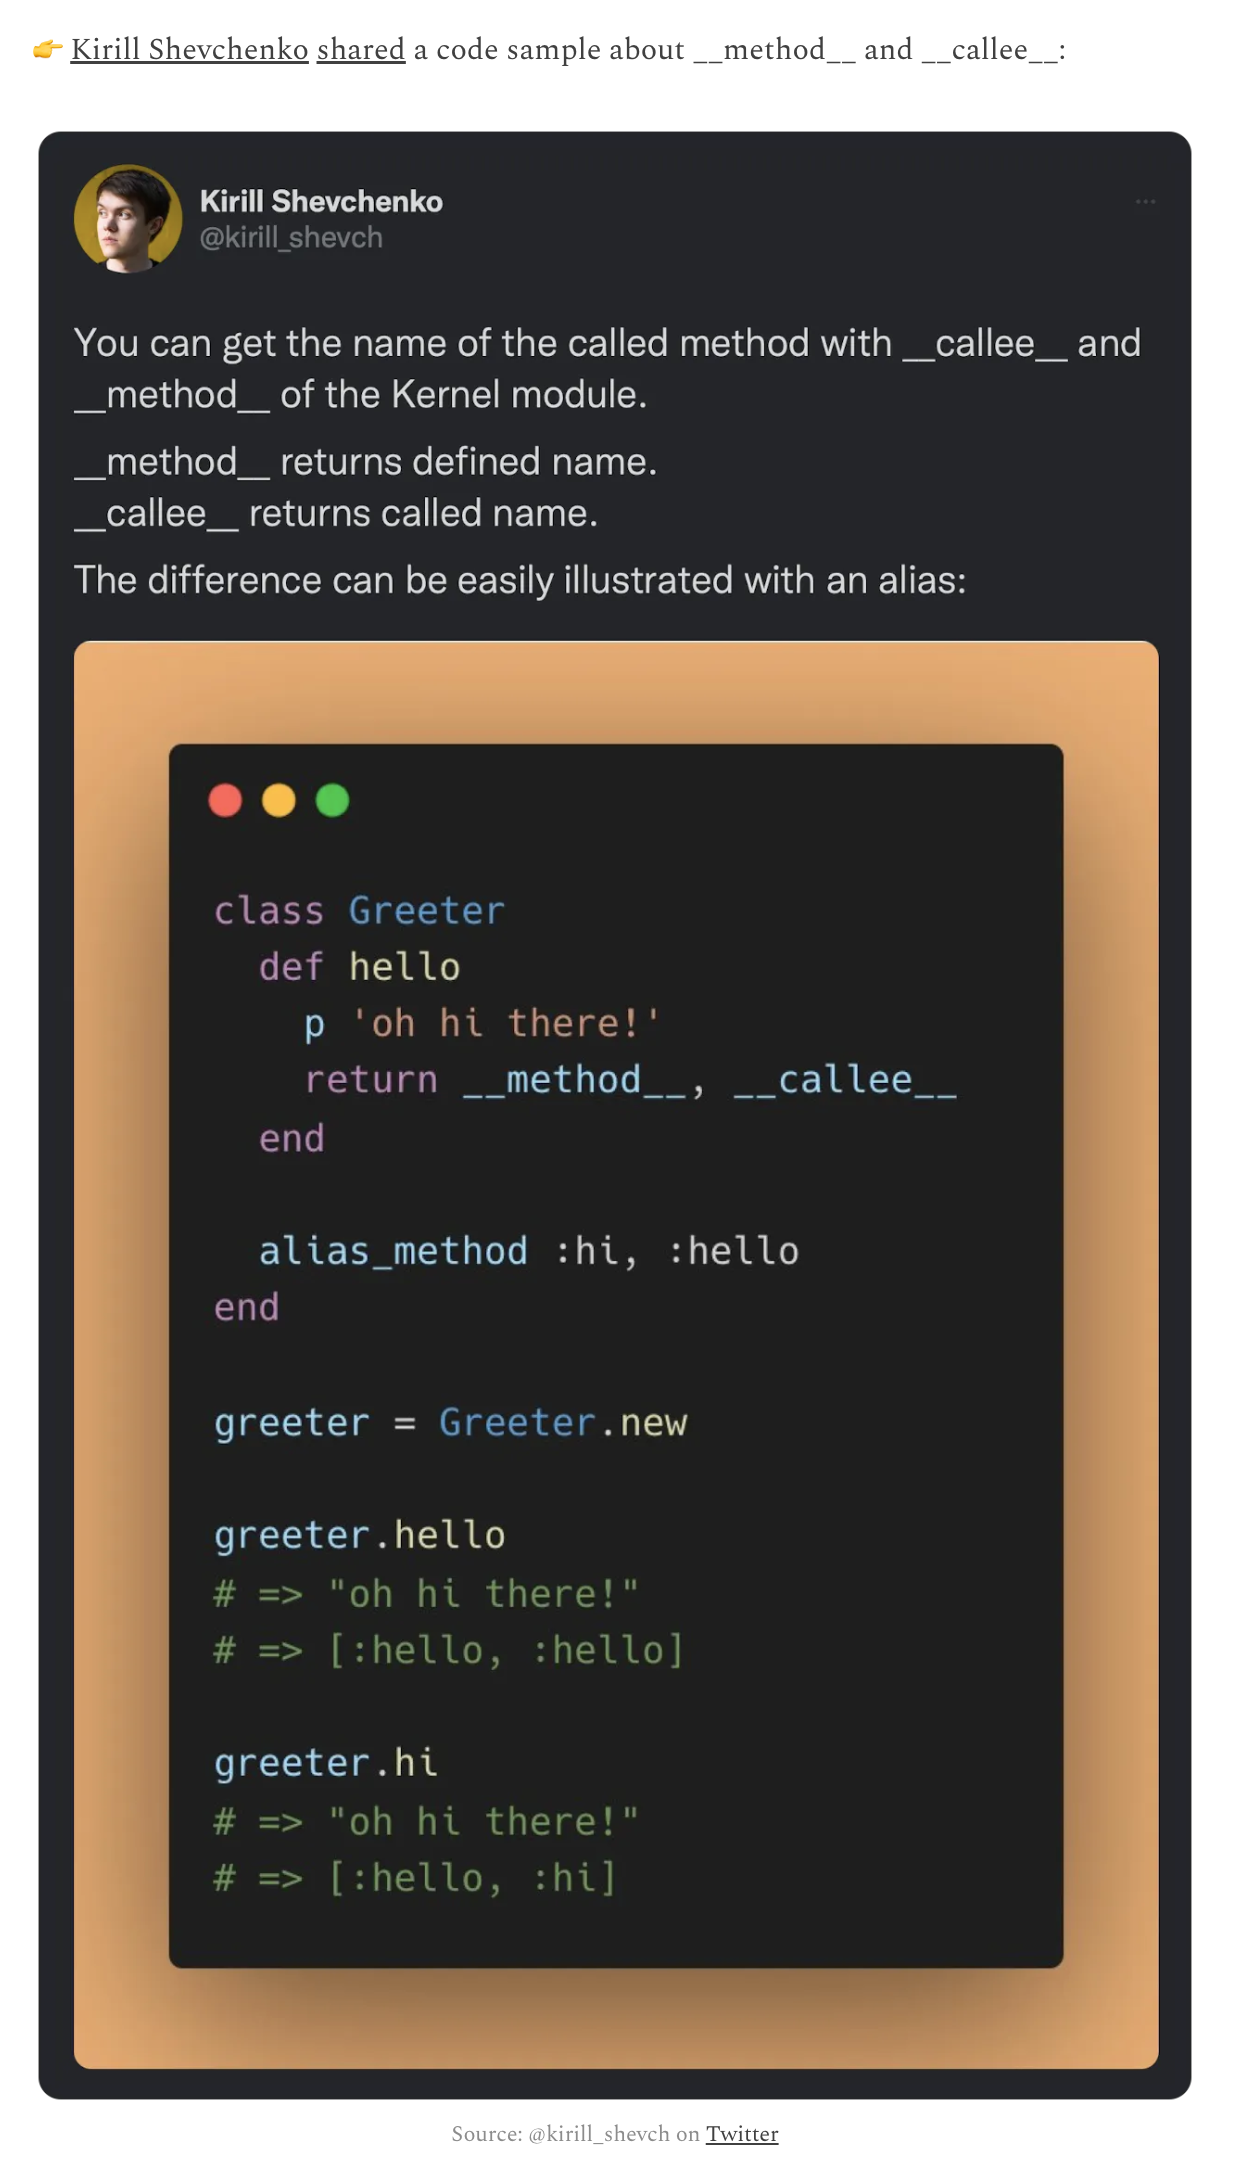 👉 Kirill Shevchenko shared a code sample about __method__ and __callee__:
Kirill Shevchenko
@kirill_shevch
You can get the name of the called method with __callee__ and
__method__ of the Kernel module.
__method__ returns defined name.
__callee__ returns called name.
The difference can be easily illustrated with an alias:
class Greeter
  def hello
    p 'oh hi there!'
    return __method__, __callee__
  end
  alias_method :hi, :hello
end
greeter = Greeter.new
greeter.hello
# => "oh hi there!"
# => [:hello, :hello]
greeter.hi
# => "oh hi there!"
# => [:hello, :hi]
Source: @kirill_shevch on Twitter